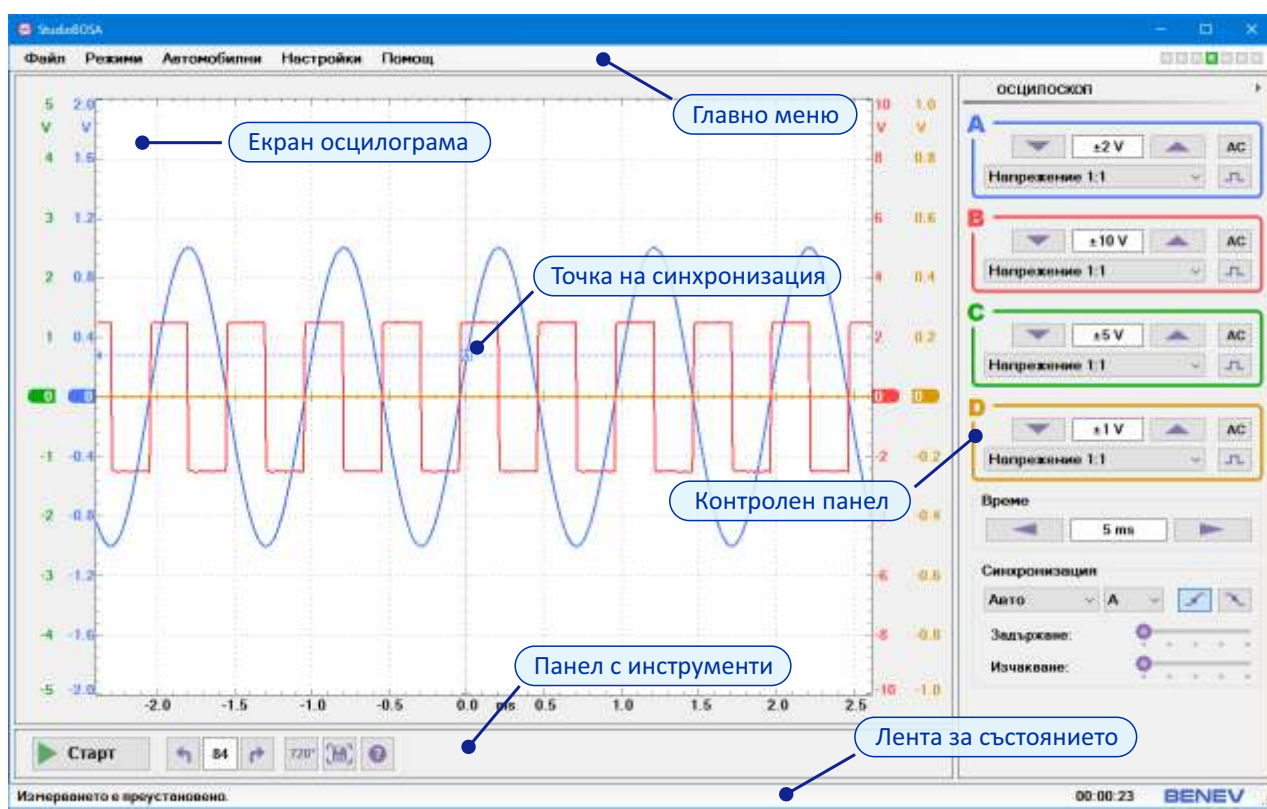 StudioBOSA
Файл Режими Автомобилни Настройки Помощ
Главно меню
Екран осцилограма
Точка на синхронизация
Контролен панел
Панел с инструменти
Лента за състоянието
5 2.0 10 1.0
V V V V
4 1.6 8 0.8
3 1.2 6 0.6
2 0.8 4 0.4
1 0.4 2 0.2
0 0 0 0
-1 -0.4 -2 -0.2
-2 -0.8 -0.4
-3 -1.2 -6 -0.6
-4 -1.6 -8 -0.8
-5 -2.0 -10 -1.0
-2.0 -1.5 -1.0 -0.5 0.0 ms 0.5 1.0 1.5 2.0 2.5
осцилоскоп
A
±2 V AC
Напрежение 1:1
B
±10 V AC
Напрежение 1:1
C
±5 V AC
Напрежение 1:1
D
±1 V AC
Напрежение 1:1
Време
5 ms
Синхронизация
Авто A
Задържане:
Изчакване:
Старт 84 720° ?
Измерването е преустановено. 00:00:23 BENEV